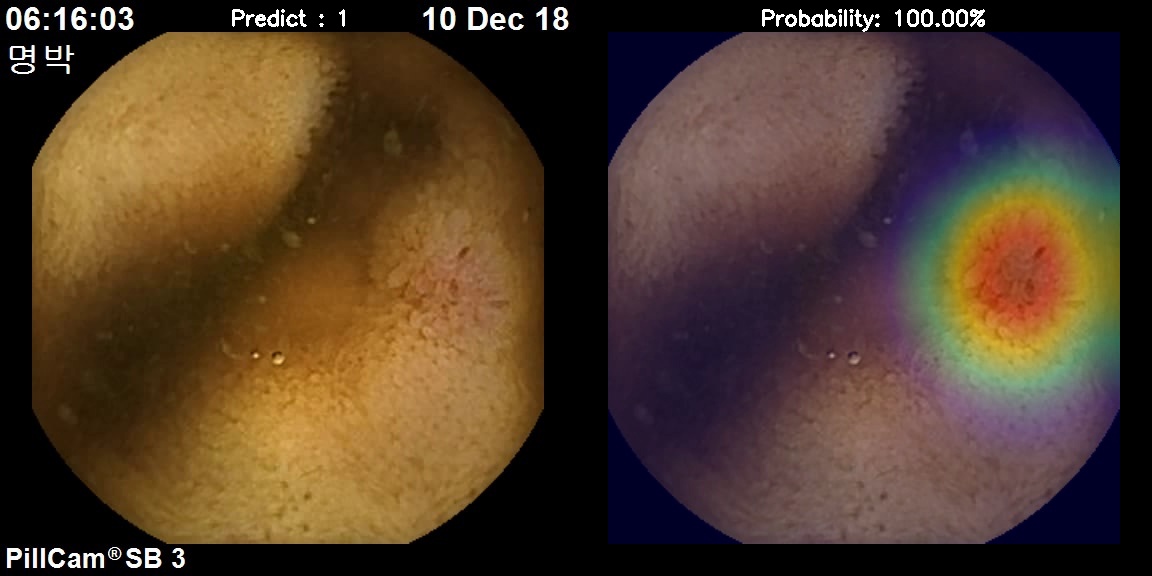 06:16:03
Predict : 1
10 Dec 18
Probability: 100.00%
명박
PillCam® SB 3